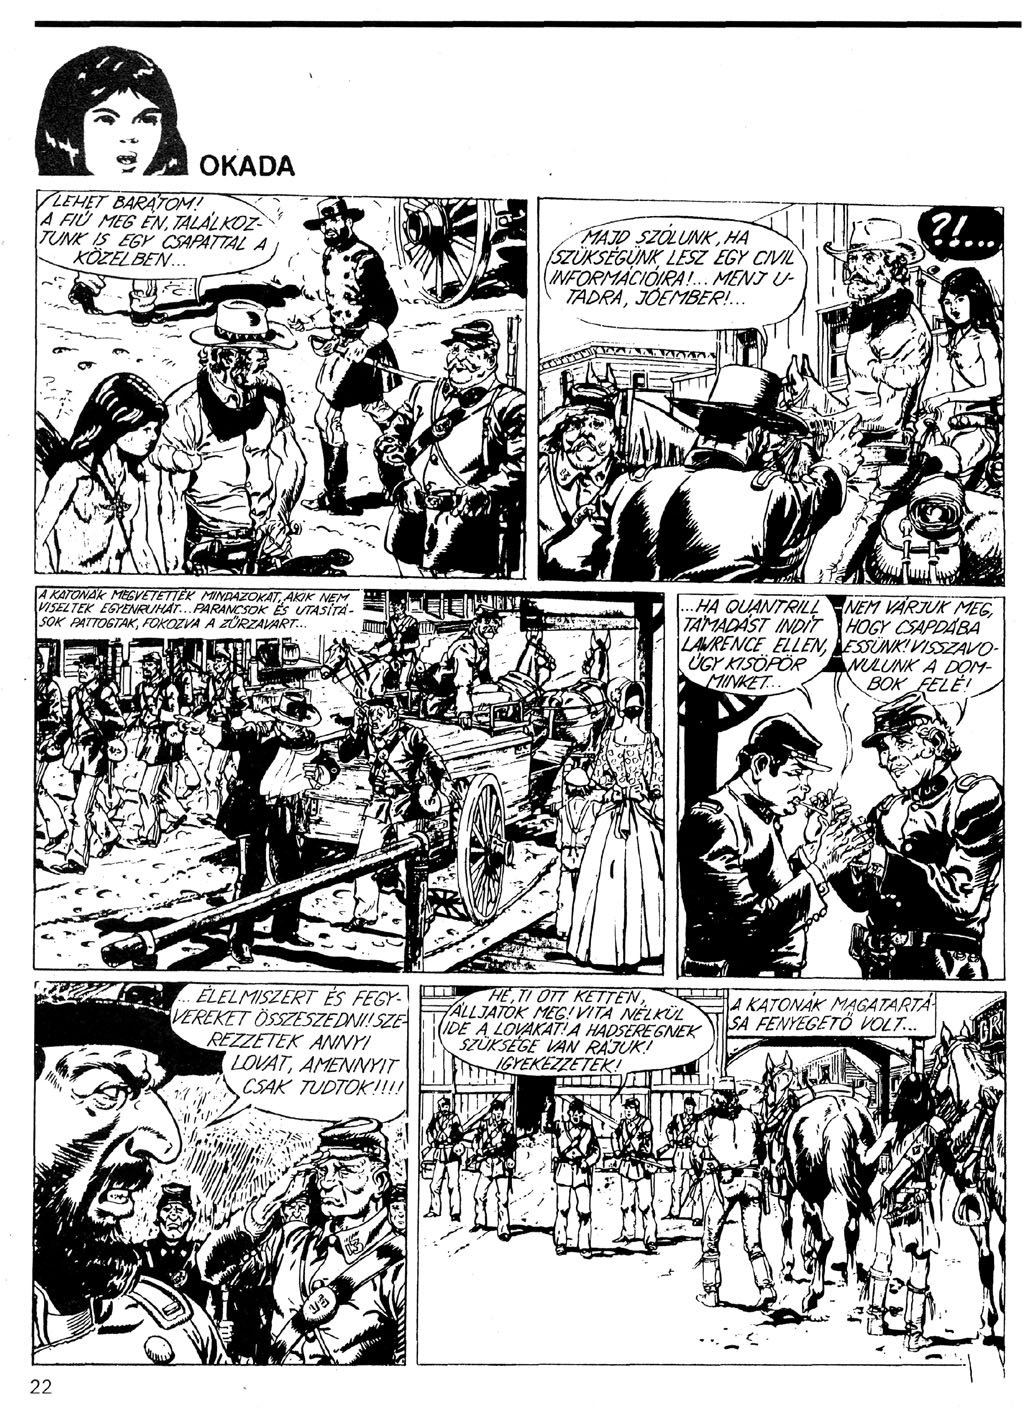 OKADA
LEHET BARÁTOM!
A FIÚ MEG ÉN, TALÁLKOZ-
TUNK IS EGY CSAPATTAL A
KÖZELBEN...
MAJD SZÓLUNK, HA
SZÜKSÉGÜNK LESZ EGY CIVIL
INFORMÁCIÓIRA!... MENJ U-
TADRA, JÓEMBER!...
?!...
A KATONÁK MEGVETETTÉK MINDAZOKAT, AKIK NEM
VISELTEK EGYENRUHÁT... PARANCSOK ÉS UTASÍTÁ-
SOK PATTOGTAK, FOKOZVA A ZŰRZAVART...
...HA QUANTRILL
TÁMADÁST INDÍT
LAWRENCE ELLEN,
ÚGY KISÖPÖR
MINKET...
NEM VÁRJUK MEG,
HOGY CSAPDÁBA
ESSÜNK! VISSZAVO-
NULUNK A DOM-
BOK FELÉ!
... ÉLELMISZERT ÉS FEGY-
VEREKET ÖSSZESZEDNI!! SZE-
REZZETEK ANNYI
LOVAT, AMENNYIT
CSAK TUDTOK!!!!
US
HÉ, TI OTT KETTEN,
ÁLLJATOK MEG! VITA NÉLKÜL
IDE A LOVAKAT! A HADSEREGNEK
SZÜKSÉGE VAN RÁJUK!
IGYEKEZZETEK!
A KATONÁK MAGATARTÁ-
SA FENYEGETŐ VOLT...
GR
22